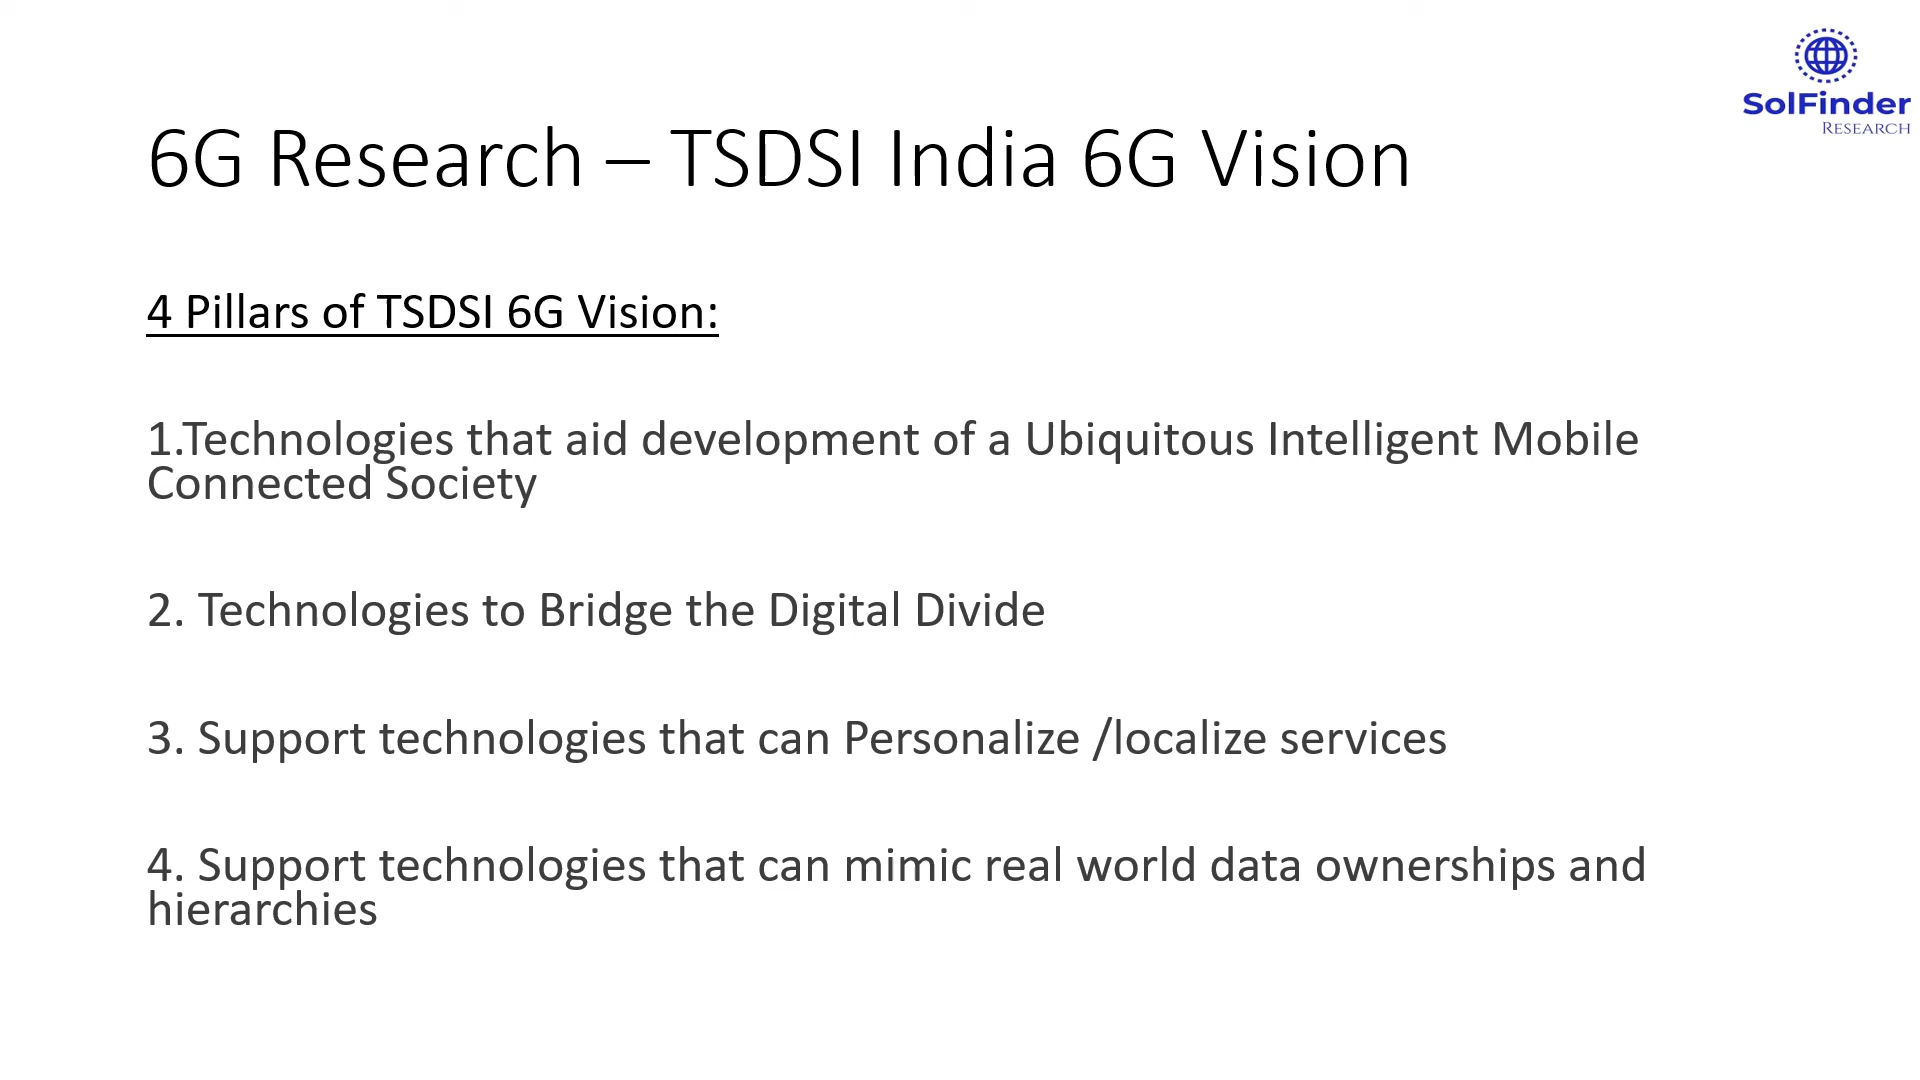 SolFinder
RESEARCH
6G Research – TSDSI India 6G Vision
4 Pillars of TSDSI 6G Vision:
1.Technologies that aid development of a Ubiquitous Intelligent Mobile
Connected Society
2. Technologies to Bridge the Digital Divide
3. Support technologies that can Personalize /localize services
4. Support technologies that can mimic real world data ownerships and
hierarchies